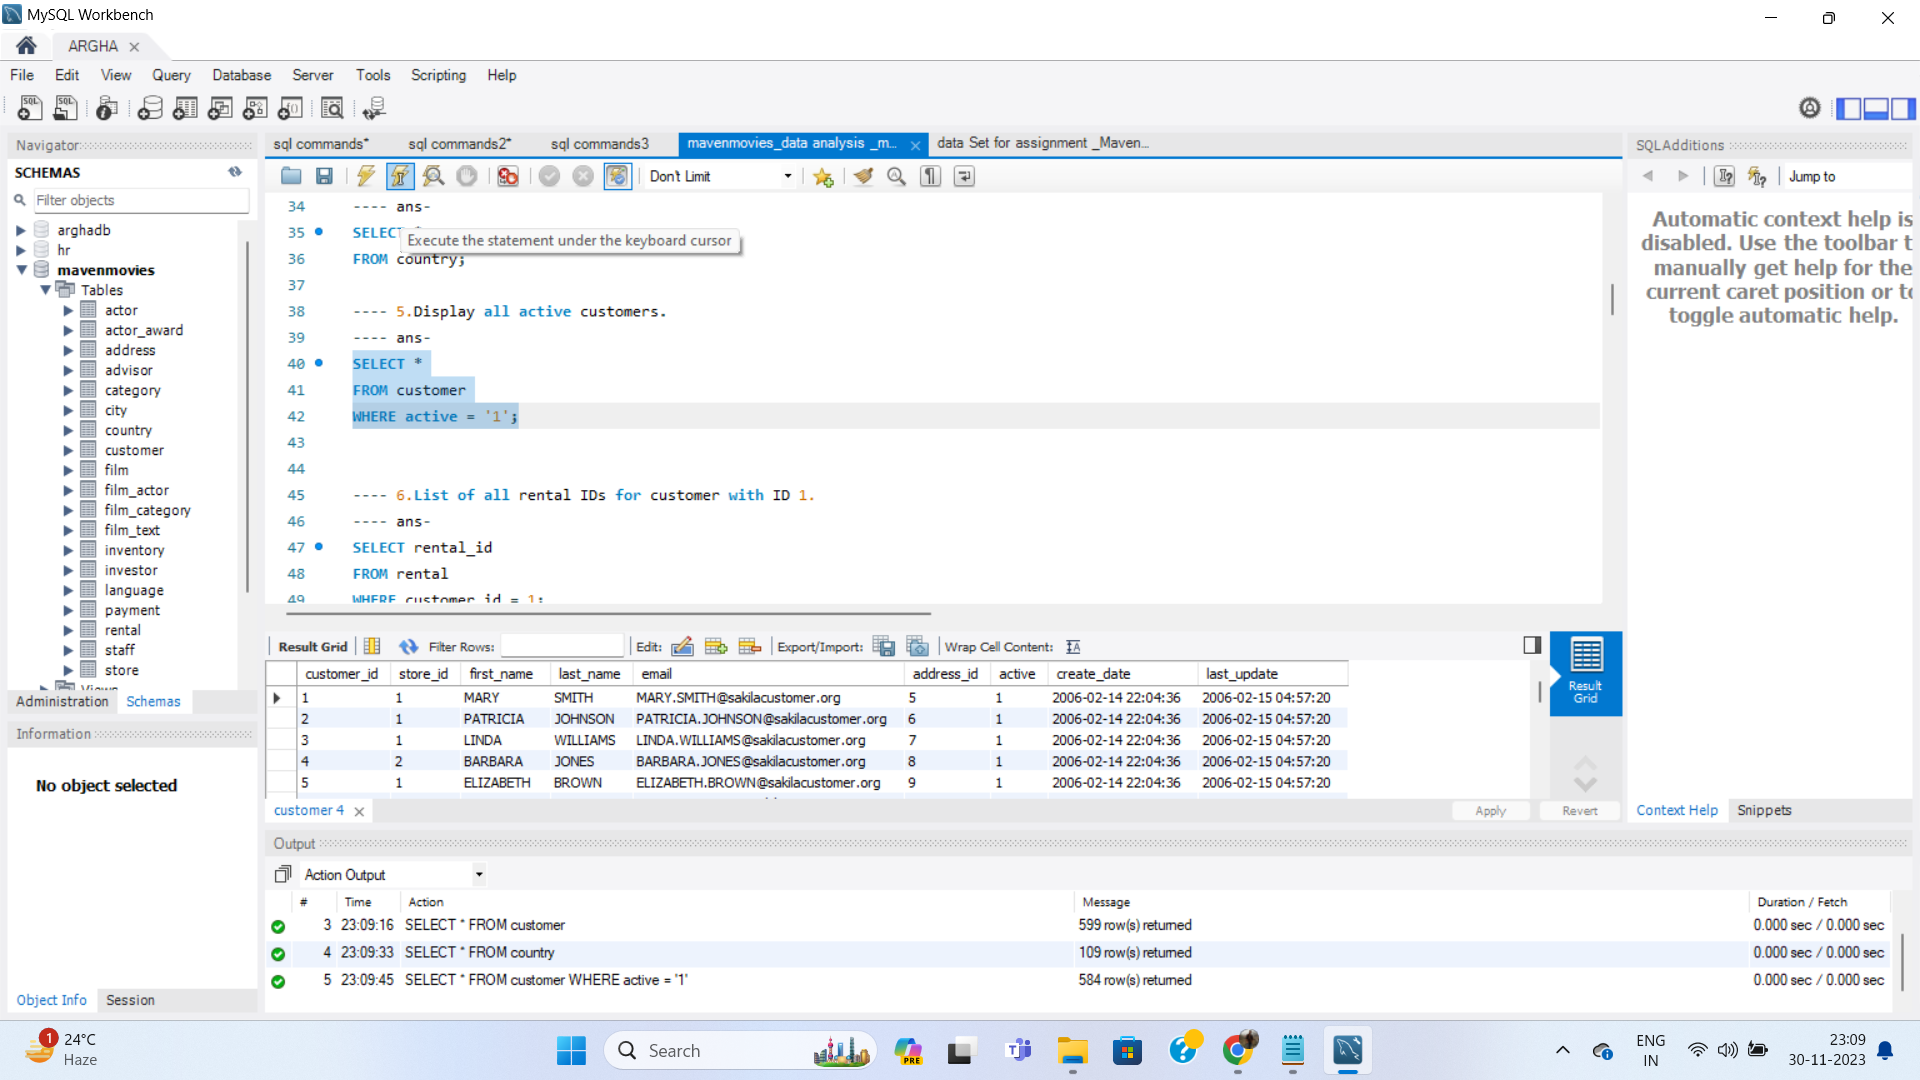 MySQL Workbench
ARGHA
File Edit View Query Database Server Tools Scripting Help
Navigator
SCHEMAS
Filter objects
arghadb
hr
mavenmovies
Tables
actor
actor_award
address
advisor
category
city
country
customer
film
film_actor
film_category
film_text
inventory
investor
language
payment
rental
staff
store
Views
Administration Schemas
Information
No object selected
Object Info Session
sql commands* sql commands2* sql commands3 mavenmovies_data analysis _m... data Set for assignment _Maven...
Don't Limit
34 ---- ans-
35 SELECT *
Execute the statement under the keyboard cursor
36 FROM country;
37
38 ---- 5.Display all active customers.
39 ---- ans-
40 SELECT *
41 FROM customer
42 WHERE active = '1';
43
44
45 ---- 6.List of all rental IDs for customer with ID 1.
46 ---- ans-
47 SELECT rental_id
48 FROM rental
49 WHERE customer_id = 1;
Result Grid Filter Rows: Edit: Export/Import: Wrap Cell Content:
customer_id store_id first_name last_name email address_id active create_date last_update
1 1 MARY SMITH MARY.SMITH@sakilacustomer.org 5 1 2006-02-14 22:04:36 2006-02-15 04:57:20
2 1 PATRICIA JOHNSON PATRICIA.JOHNSON@sakilacustomer.org 6 1 2006-02-14 22:04:36 2006-02-15 04:57:20
3 1 LINDA WILLIAMS LINDA.WILLIAMS@sakilacustomer.org 7 1 2006-02-14 22:04:36 2006-02-15 04:57:20
4 2 BARBARA JONES BARBARA.JONES@sakilacustomer.org 8 1 2006-02-14 22:04:36 2006-02-15 04:57:20
5 1 ELIZABETH BROWN ELIZABETH.BROWN@sakilacustomer.org 9 1 2006-02-14 22:04:36 2006-02-15 04:57:20
Result
Grid
customer 4
Apply Revert
SQLAdditions
Jump to
Automatic context help is
disabled. Use the toolbar t
manually get help for the
current caret position or to
toggle automatic help.
Context Help Snippets
Output
Action Output
# Time Action Message Duration / Fetch
3 23:09:16 SELECT * FROM customer 599 row(s) returned 0.000 sec / 0.000 sec
4 23:09:33 SELECT * FROM country 109 row(s) returned 0.000 sec / 0.000 sec
5 23:09:45 SELECT * FROM customer WHERE active = '1' 584 row(s) returned 0.000 sec / 0.000 sec
1
24°C
Haze
Search
PRE
ENG
IN
23:09
30-11-2023